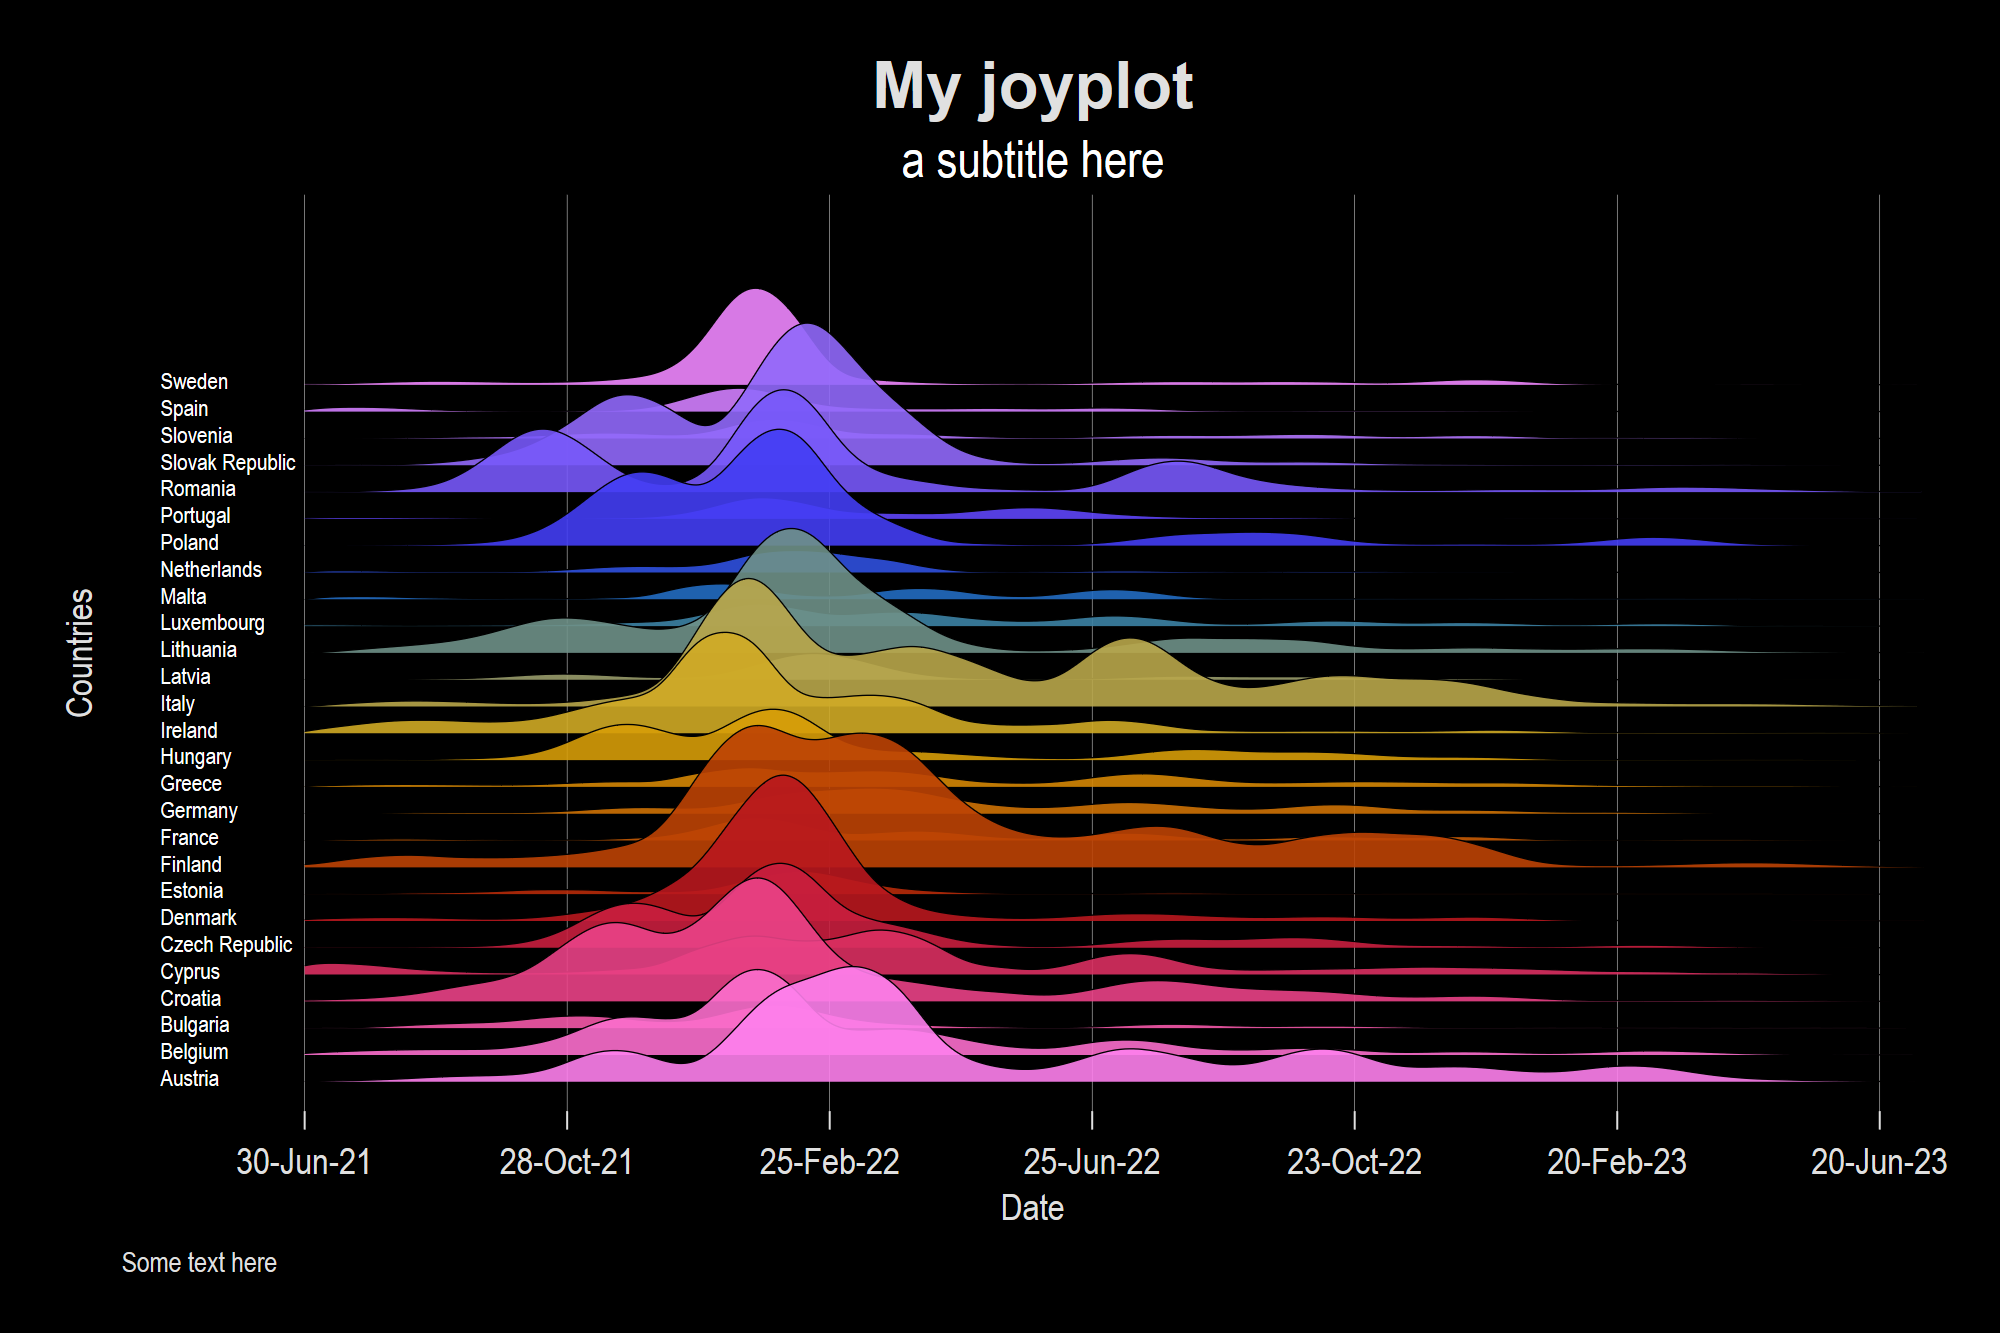 My joyplot
a subtitle here
Sweden
Spain
Slovenia
Slovak Republic
Romania
Portugal
Poland
Netherlands
Malta
Luxembourg
Lithuania
Latvia
Italy
Ireland
Hungary
Greece
Germany
France
Finland
Estonia
Denmark
Czech Republic
Cyprus
Croatia
Bulgaria
Belgium
Austria
Countries
30-Jun-21 28-Oct-21 25-Feb-22 25-Jun-22 23-Oct-22 20-Feb-23 20-Jun-23
Date
Some text here